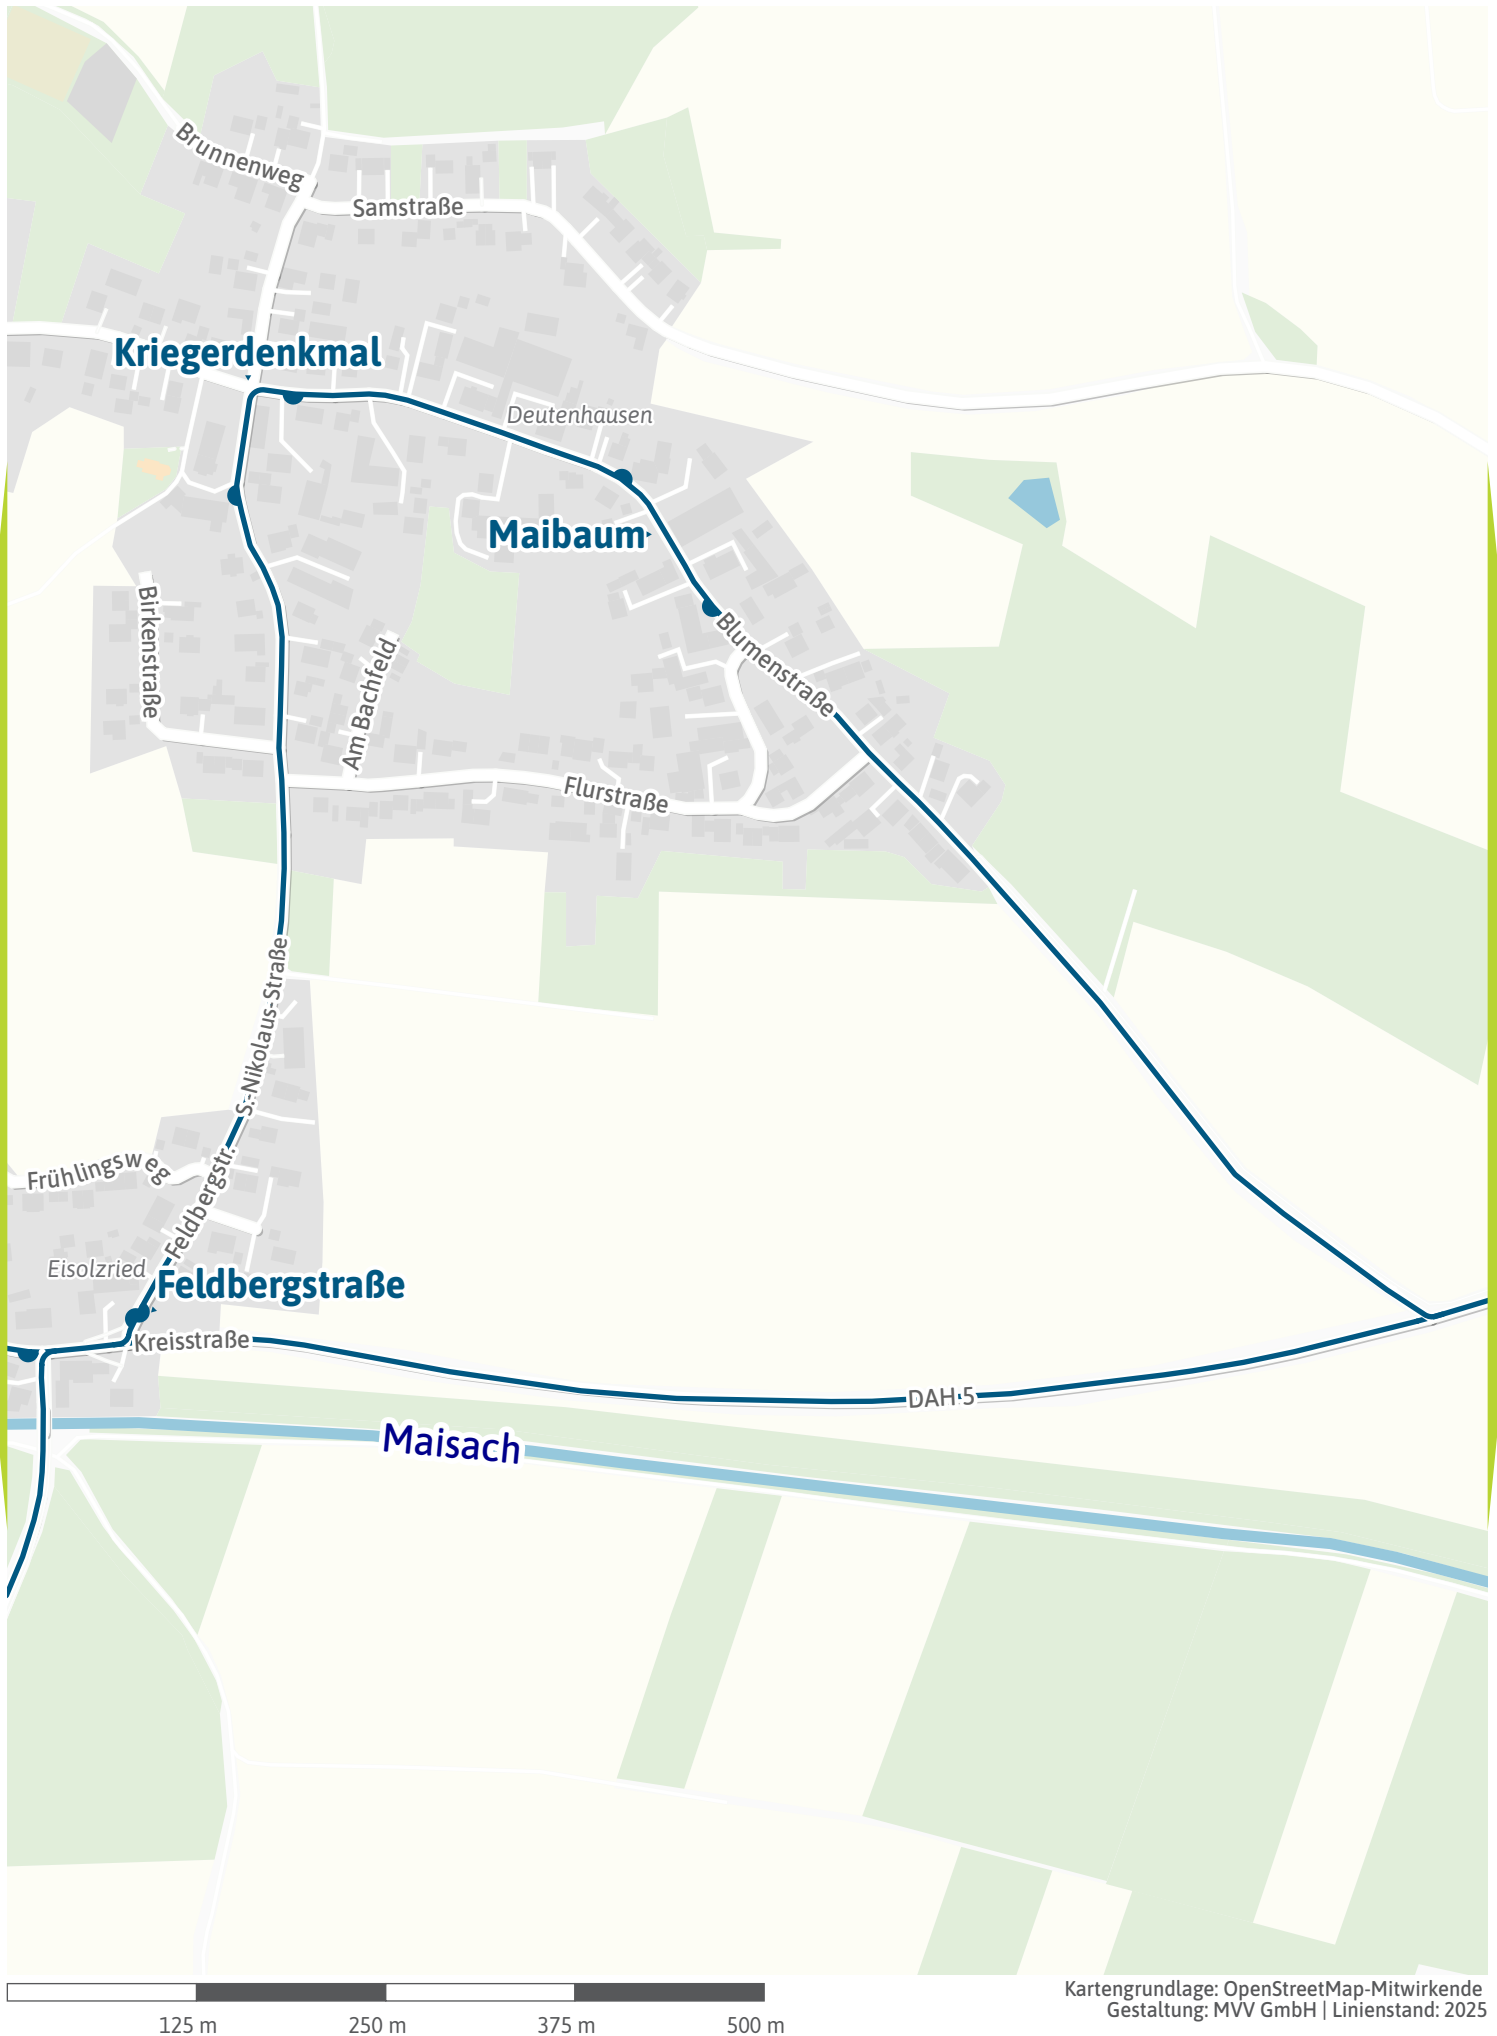 Brunnenweg
Samstraße
Kriegerdenkmal
Deutenhausen
Maibaum
Birkenstraße
Blumenstraße
Am Bachfeld
Flurstraße
S.-Nikolaus-Straße
Frühlingsweg
Feldbergstr.
Eisolzried
Feldbergstraße
Kreisstraße
DAH 5
Maisach
125 m
250 m
375 m
500 m
Kartengrundlage: OpenStreetMap-Mitwirkende
Gestaltung: MVV GmbH | Linienstand: 2025